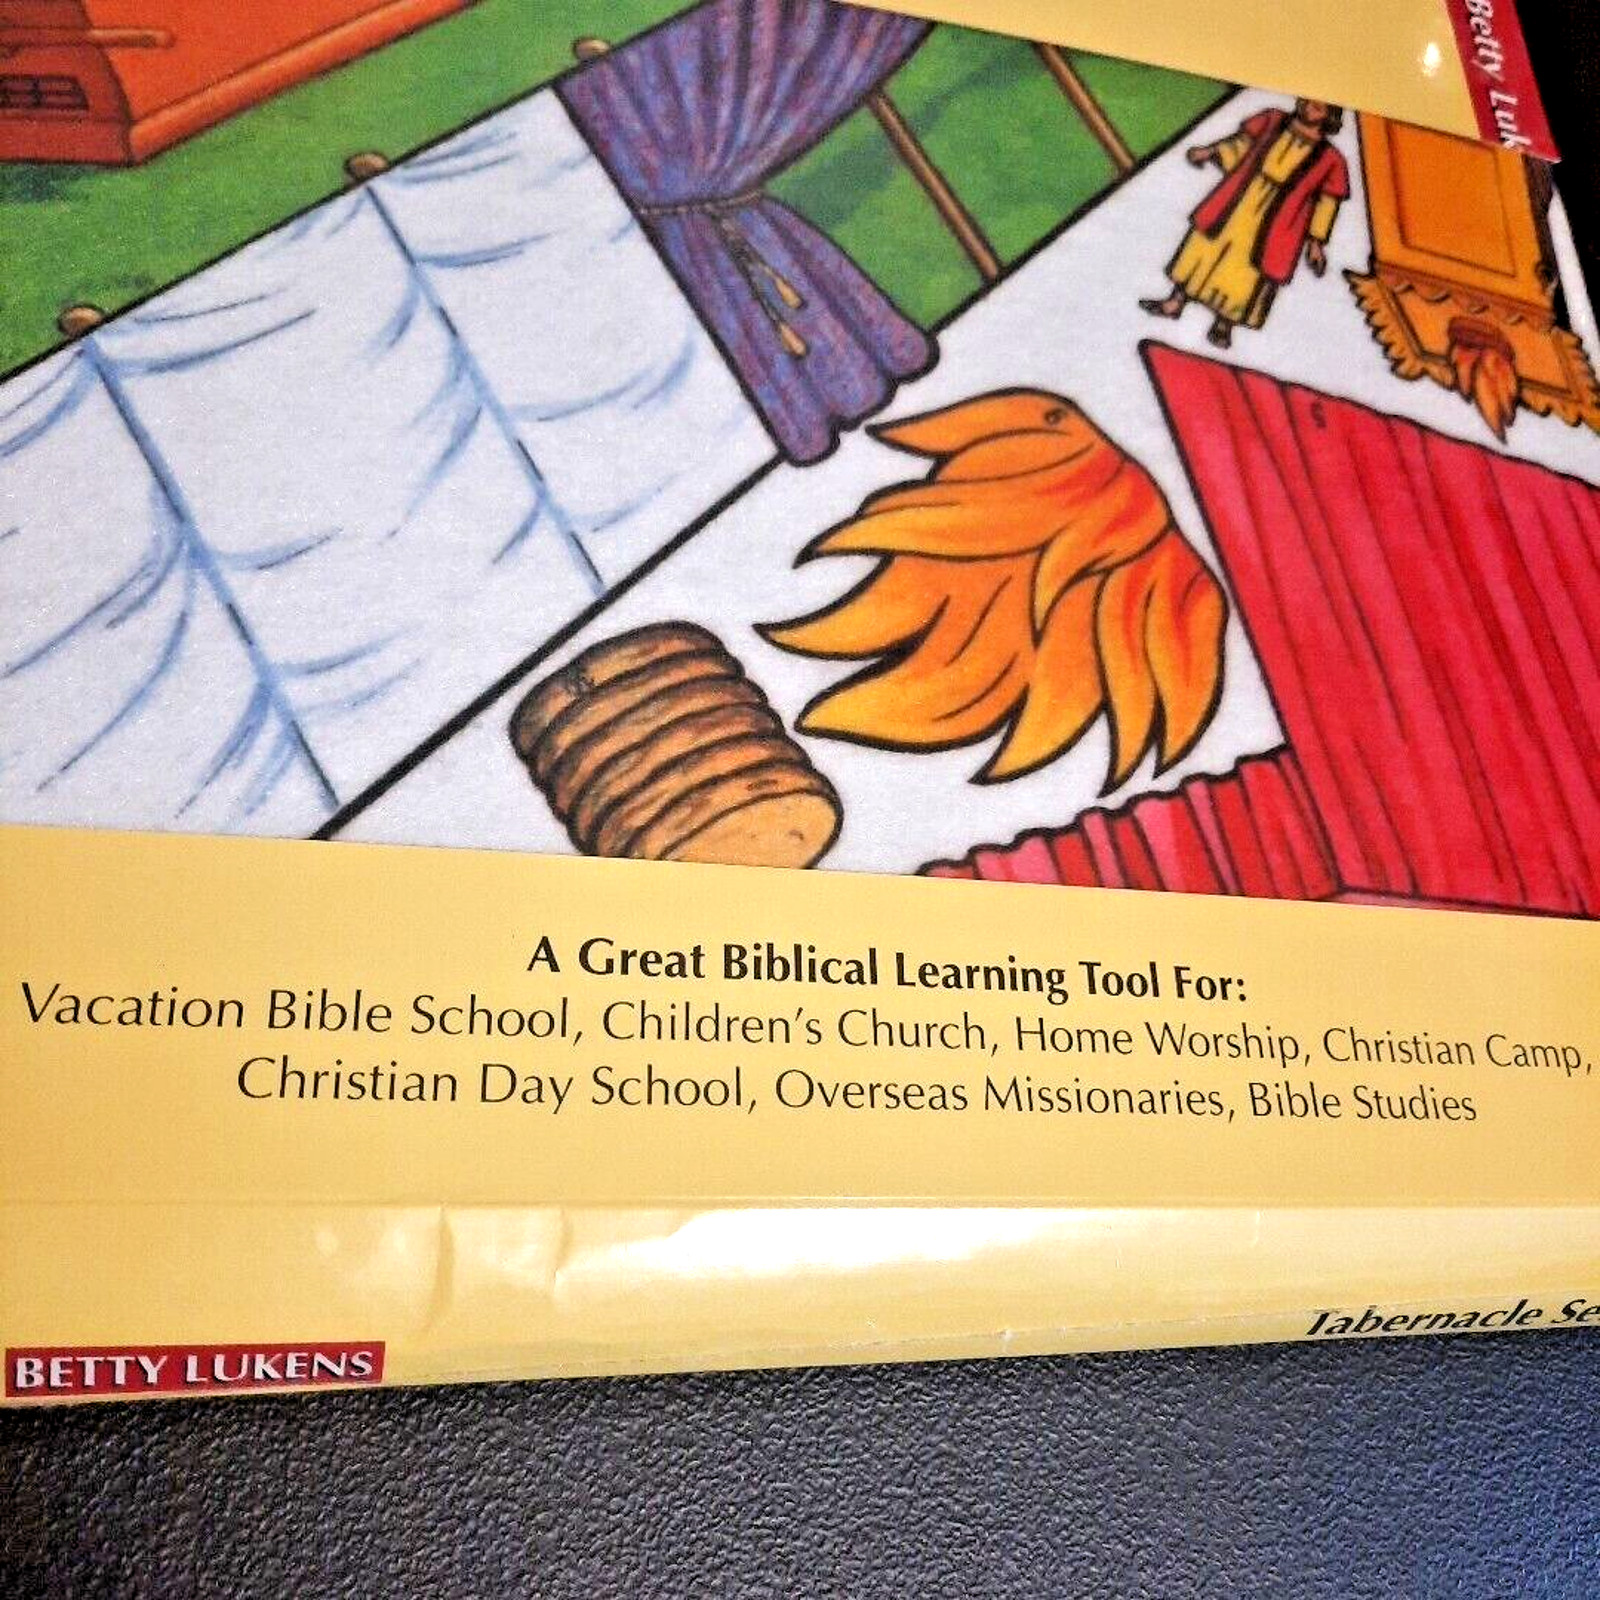 Betty
A Great Biblical Learning Tool For:
Vacation Bible School, Children's Church, Home Worship, Christian Camp,
Christian Day School, Overseas Missionaries, Bible Studies
Tabernacle
BETTY LUKENS